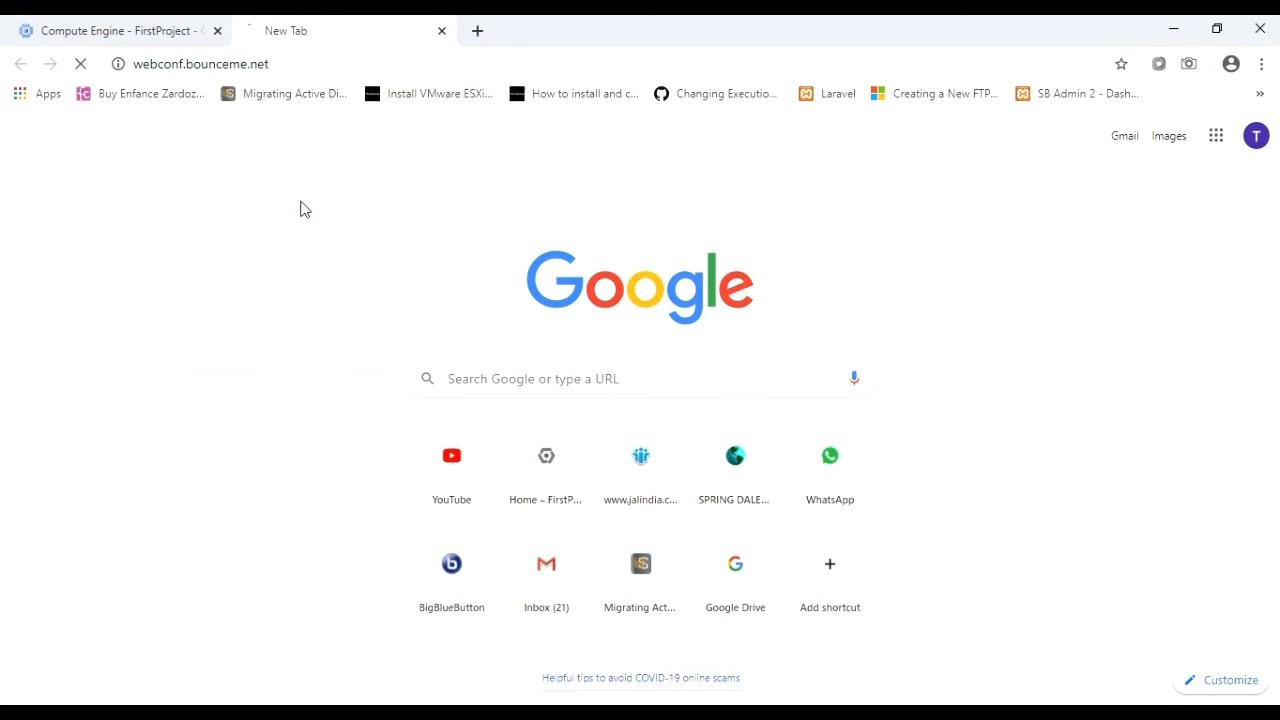 Compute Engine - FirstProject -
New Tab
webconf.bounceme.net
Apps
Buy Enfance Zardoz...
Migrating Active Di...
Install VMware ESXi...
How to install and c...
Changing Executio...
Laravel
Creating a New FTP...
SB Admin 2 - Dash...
»
Gmail
Images
T
Google
Search Google or type a URL
YouTube
Home – FirstP...
www.jalindia.c...
SPRING DALE...
WhatsApp
BigBlueButton
Inbox (21)
Migrating Act...
Google Drive
Add shortcut
Helpful tips to avoid COVID-19 online scams
Customize